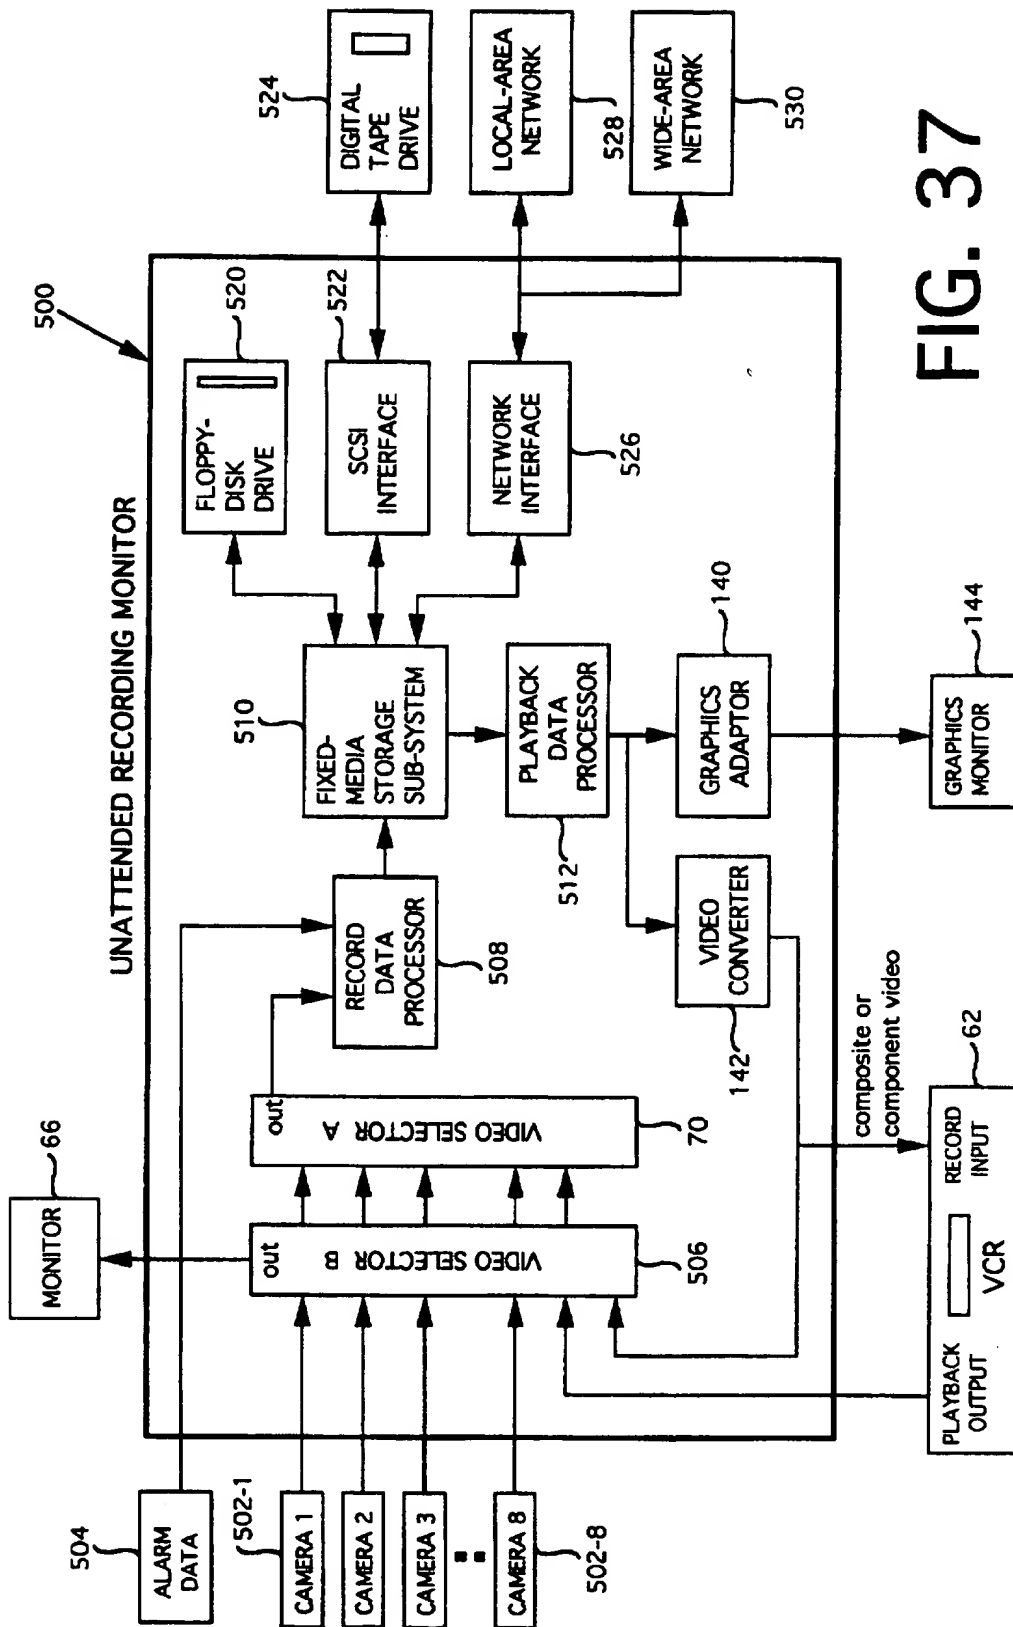 UNATTENDED RECORDING MONITOR
500
504
ALARM
DATA
502-1
CAMERA 1
CAMERA 2
CAMERA 3
CAMERA 8
502-8
MONITOR
66
out
VIDEO SELECTOR B
506
out
VIDEO SELECTOR A
70
RECORD
DATA
PROCESSOR
508
510
FIXED-
MEDIA
STORAGE
SUB-SYSTEM
FLOPPY-
DISK
DRIVE
520
SCSI
INTERFACE
522
NETWORK
INTERFACE
526
524
DIGITAL
TAPE
DRIVE
LOCAL-AREA
NETWORK
528
WIDE-AREA
NETWORK
530
PLAYBACK
DATA
PROCESSOR
512
VIDEO
CONVERTER
142
GRAPHICS
ADAPTOR
140
GRAPHICS
MONITOR
144
composite or
component video
62
PLAYBACK
OUTPUT
VCR
RECORD
INPUT
FIG. 37